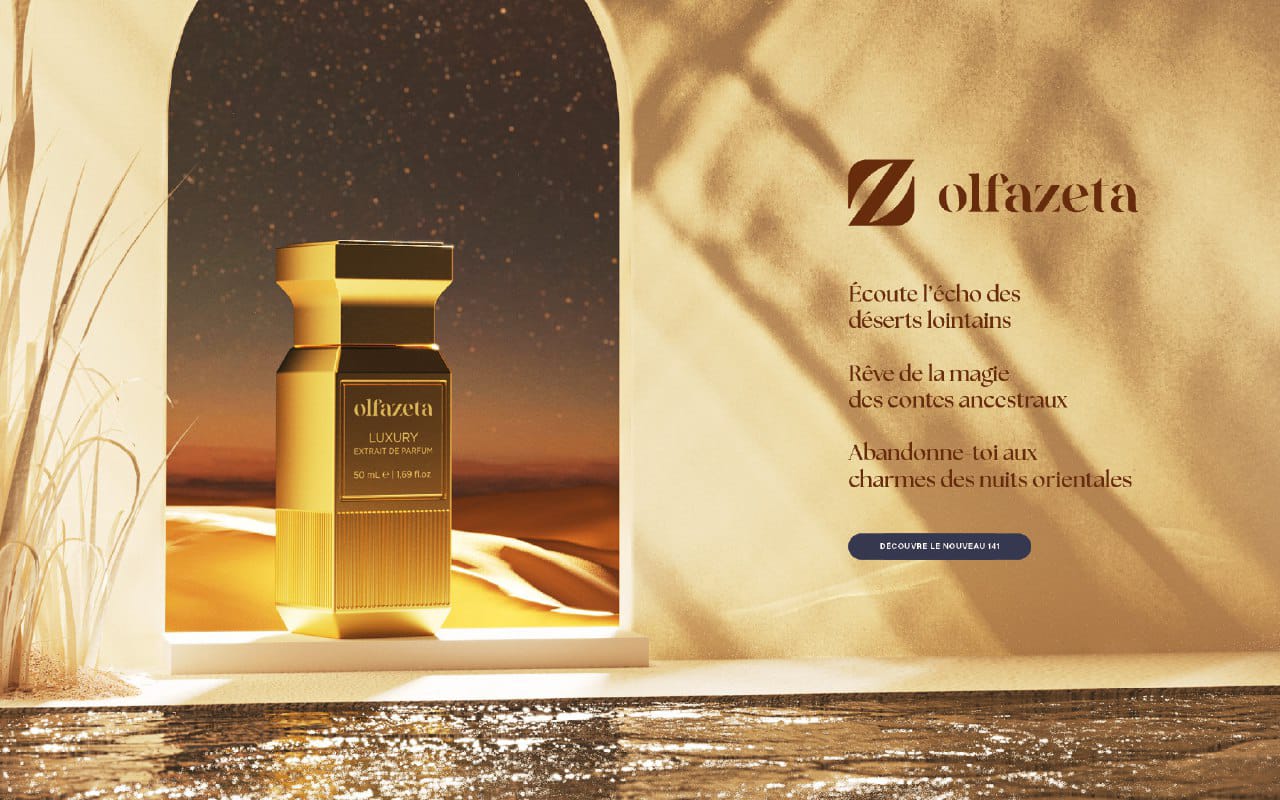 olfazeta
LUXURY
EXTRAIT DE PARFUM
50 mL ℮ | 1,69 fl.oz
olfazeta
Écoute l’écho des
déserts lointains
Rêve de la magie
des contes ancestraux
Abandonne-toi aux
charmes des nuits orientales
DÉCOUVRE LE NOUVEAU 141